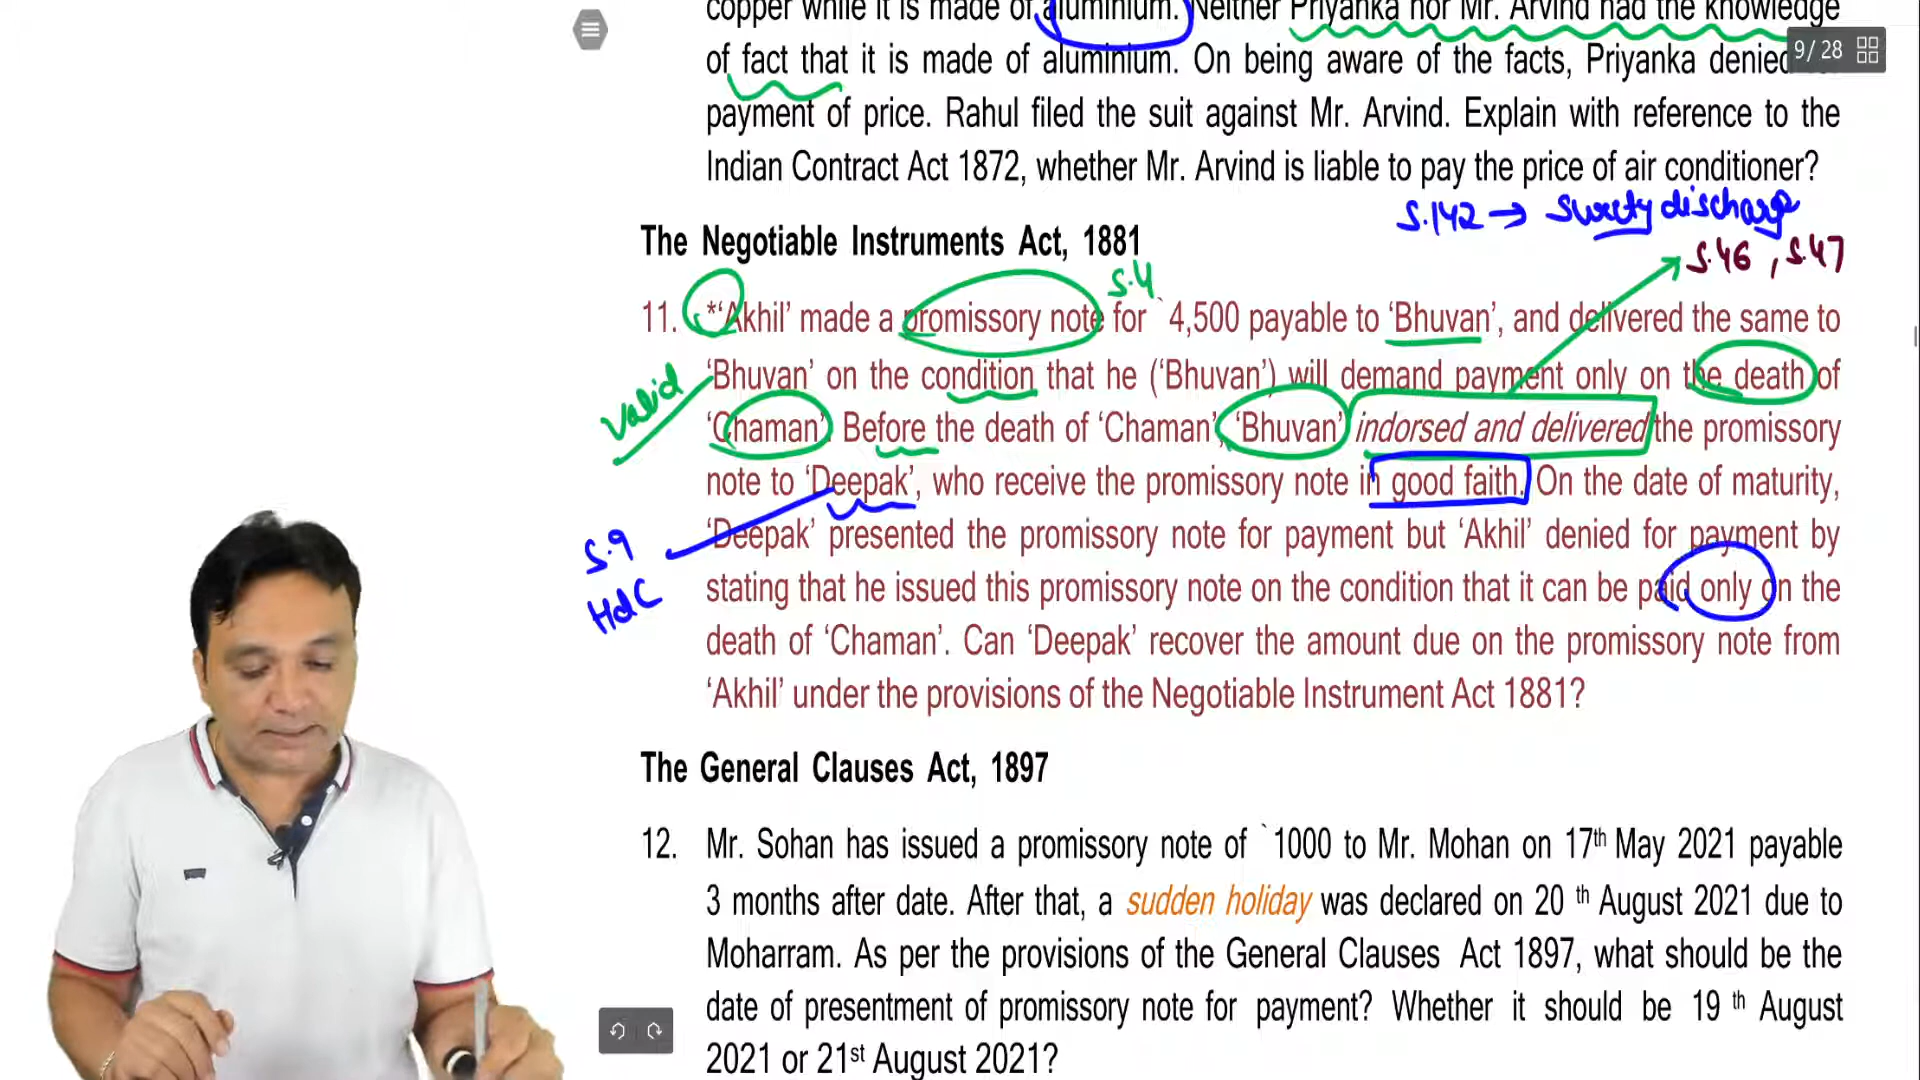 copper while it is made of aluminium. Neither Priyanka nor Mr. Arvind had the knowledge
of fact that it is made of aluminium. On being aware of the facts, Priyanka denied
9/ 28
payment of price. Rahul filed the suit against Mr. Arvind. Explain with reference to the
Indian Contract Act 1872, whether Mr. Arvind is liable to pay the price of air conditioner?
S.142 → Surety discharge
The Negotiable Instruments Act, 1881
S.46 , S.47
S.4
11. *‘Akhil’ made a promissory note for ` 4,500 payable to ‘Bhuvan’, and delivered the same to
‘Bhuvan’ on the condition that he (‘Bhuvan’) will demand payment only on the death of
Valid
‘Chaman’. Before the death of ‘Chaman’, ‘Bhuvan’ indorsed and delivered the promissory
note to ‘Deepak’, who receive the promissory note in good faith. On the date of maturity,
‘Deepak’ presented the promissory note for payment but ‘Akhil’ denied for payment by
S.9
HdC
stating that he issued this promissory note on the condition that it can be paid only on the
death of ‘Chaman’. Can ‘Deepak’ recover the amount due on the promissory note from
‘Akhil’ under the provisions of the Negotiable Instrument Act 1881?
The General Clauses Act, 1897
12. Mr. Sohan has issued a promissory note of ` 1000 to Mr. Mohan on 17th May 2021 payable
3 months after date. After that, a sudden holiday was declared on 20 th August 2021 due to
Moharram. As per the provisions of the General Clauses Act 1897, what should be the
date of presentment of promissory note for payment? Whether it should be 19 th August
2021 or 21st August 2021?